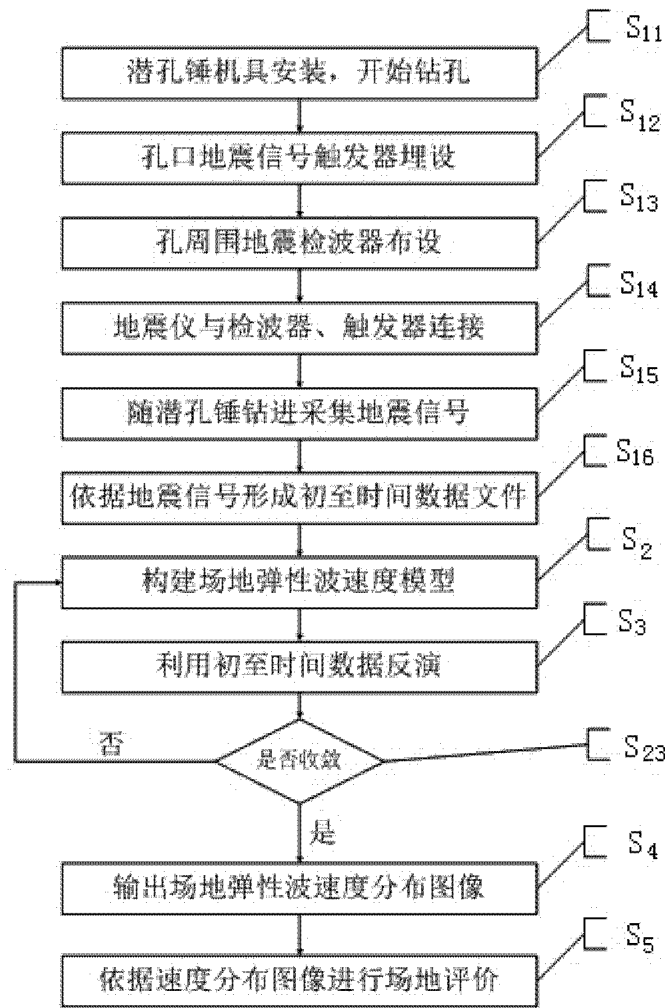 S11
潜孔锤机具安装，开始钻孔
S12
孔口地震信号触发器埋设
S13
孔周围地震检波器布设
S14
地震仪与检波器、触发器连接
S15
随潜孔锤钻进采集地震信号
S16
依据地震信号形成初至时间数据文件
S2
构建场地弹性波速度模型
S3
利用初至时间数据反演
否
是否收敛
S23
是
S4
输出场地弹性波速度分布图像
S5
依据速度分布图像进行场地评价